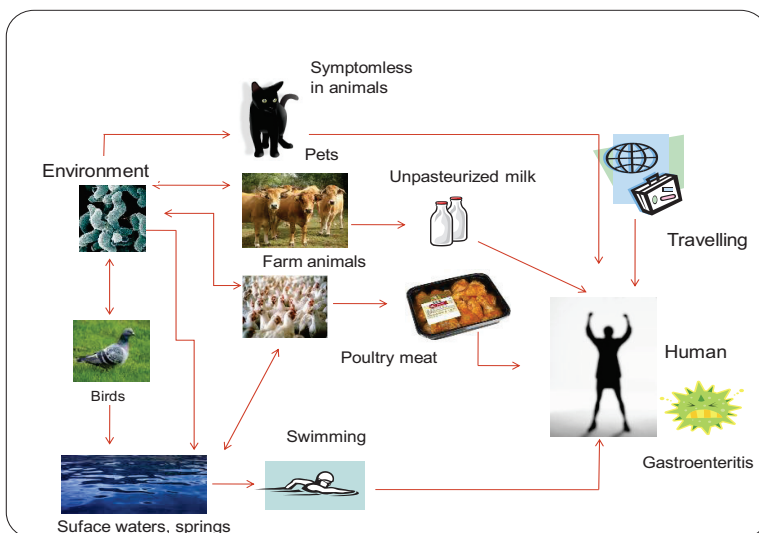 Symptomless
in animals
Pets
Environment
Unpasteurized milk
Travelling
Farm animals
Poultry meat
Human
Birds
Swimming
Gastroenteritis
Suface waters, springs